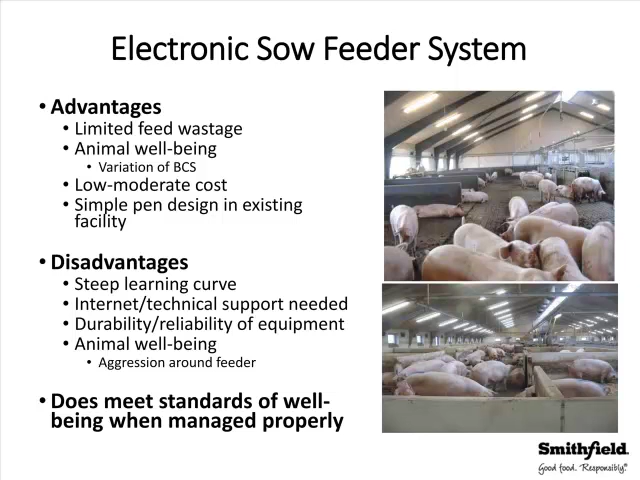 Electronic Sow Feeder System
• Advantages
• Limited feed wastage
• Animal well-being
• Variation of BCS
• Low-moderate cost
• Simple pen design in existing
facility
• Disadvantages
• Steep learning curve
• Internet/technical support needed
• Durability/reliability of equipment
• Animal well-being
• Aggression around feeder
• Does meet standards of well-
being when managed properly
Smithfield.
Good food. Responsibly.®